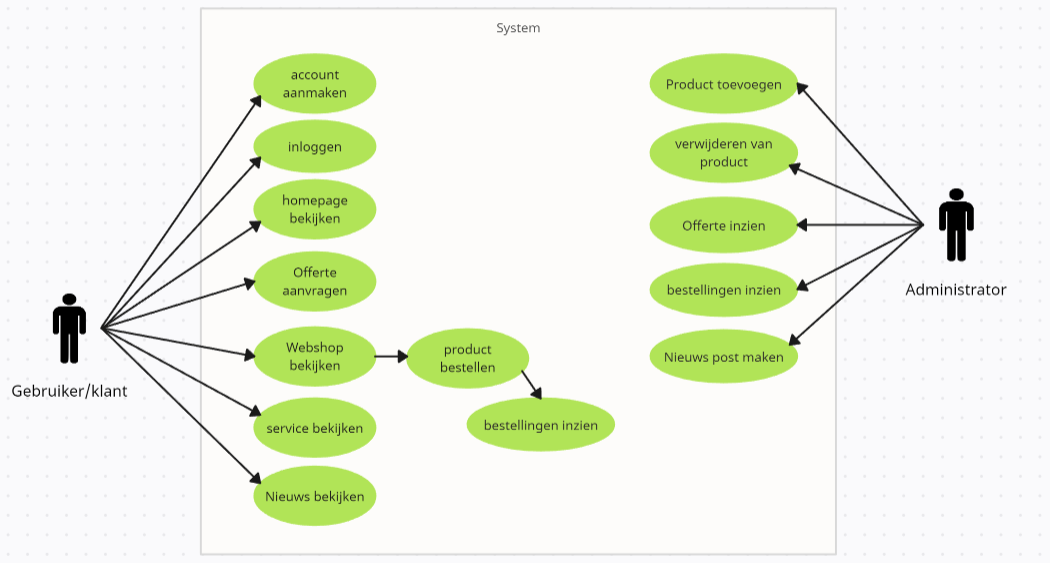 System
account
aanmaken
inloggen
homepage
bekijken
Offerte
aanvragen
Webshop
bekijken
product
bestellen
bestellingen inzien
service bekijken
Nieuws bekijken
Gebruiker/klant
Product toevoegen
verwijderen van
product
Offerte inzien
bestellingen inzien
Nieuws post maken
Administrator